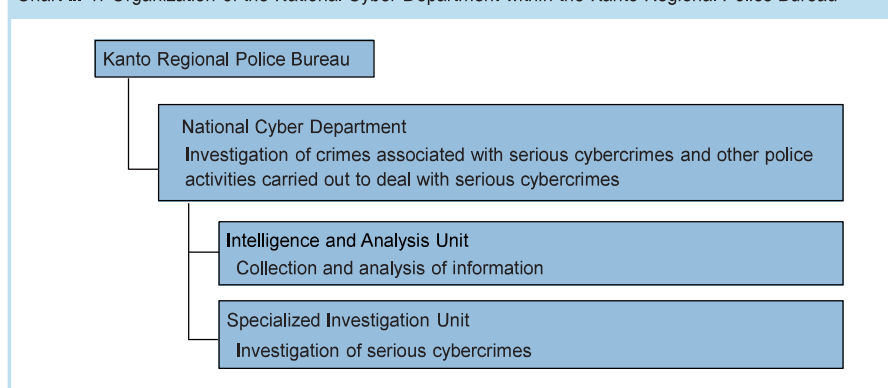 Organization of the National Cyber Department within the Kanto Regional Police Bureau
Kanto Regional Police Bureau
National Cyber Department
Investigation of crimes associated with serious cybercrimes and other police
activities carried out to deal with serious cybercrimes
Intelligence and Analysis Unit
Collection and analysis of information
Specialized Investigation Unit
Investigation of serious cybercrimes